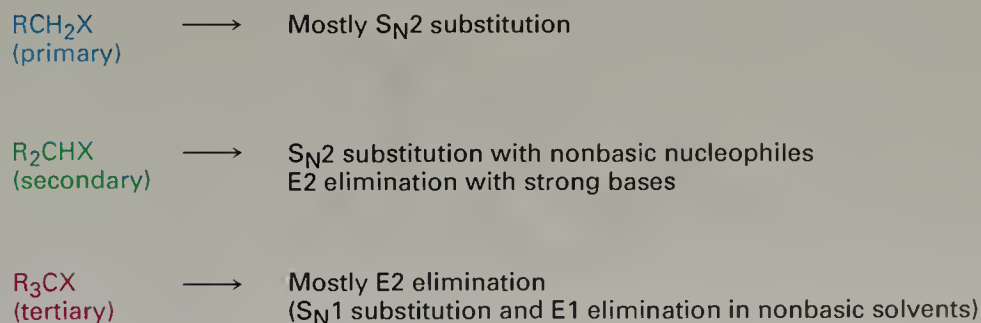 RCH₂X ⟶ Mostly Sₙ2 substitution
(primary)
R₂CHX ⟶ Sₙ2 substitution with nonbasic nucleophiles
(secondary) E2 elimination with strong bases
R₃CX ⟶ Mostly E2 elimination
(tertiary) (Sₙ1 substitution and E1 elimination in nonbasic solvents)